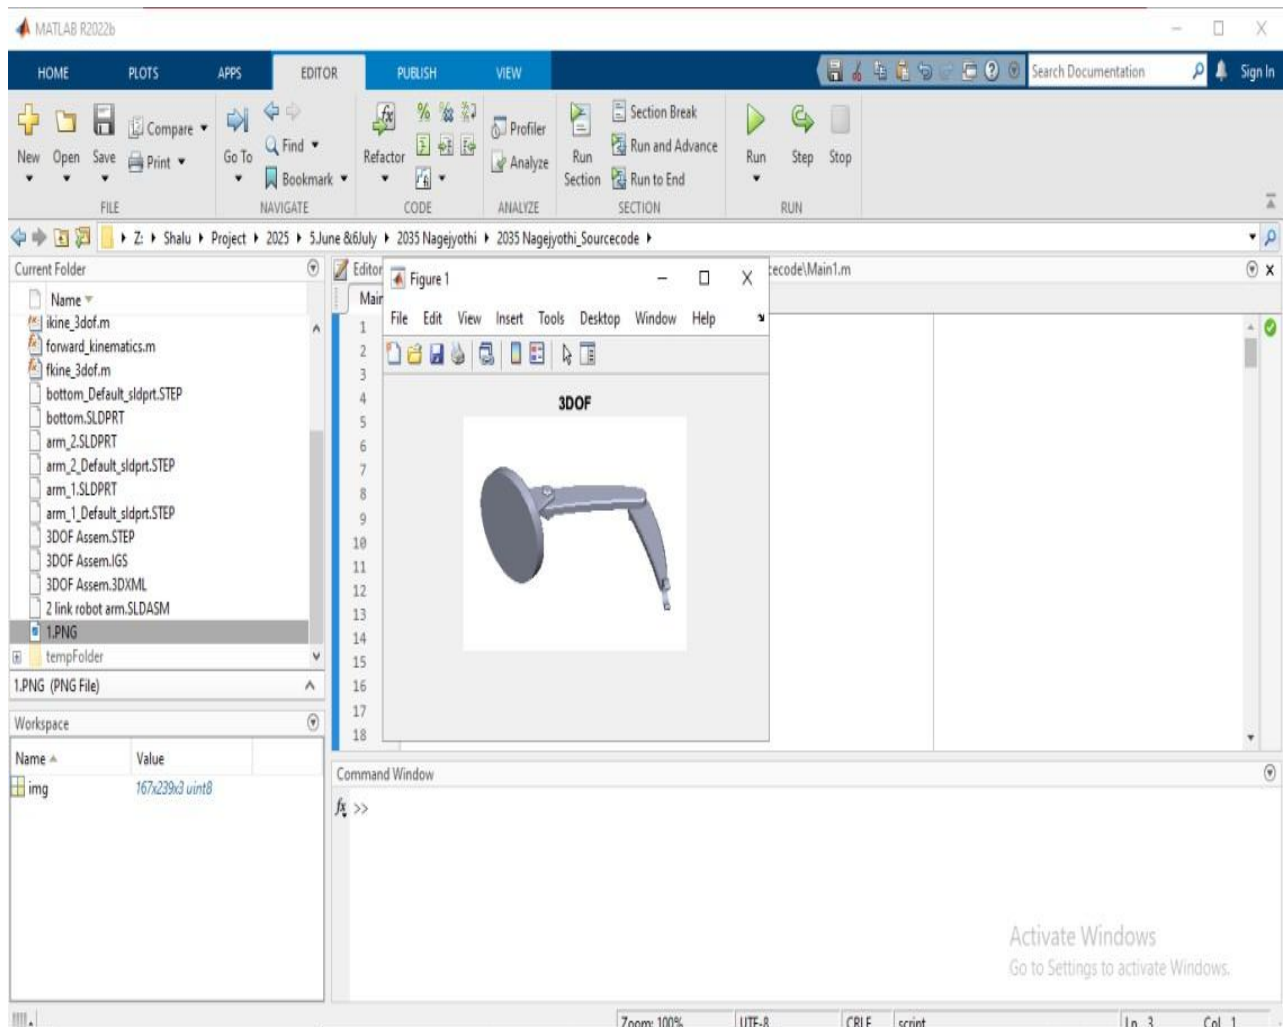 MATLAB R2022b
HOME PLOTS APPS EDITOR PUBLISH VIEW Search Documentation Sign In
New Open Save Compare Print Go To Find Bookmark Refactor Profiler Analyze Run Section Section Break Run and Advance Run to End Run Step Stop
FILE NAVIGATE CODE ANALYZE SECTION RUN
Z: Shalu Project 2025 5.June &6July 2035 Nagejyothi 2035 Nagejyothi_Sourcecode
Current Folder
Name
ikine_3dof.m
forward_kinematics.m
fkine_3dof.m
bottom_Default_sldprt.STEP
bottom.SLDPRT
arm_2.SLDPRT
arm_2_Default_sldprt.STEP
arm_1.SLDPRT
arm_1_Default_sldprt.STEP
3DOF Assem.STEP
3DOF Assem.IGS
3DOF Assem.3DXML
2 link robot arm.SLDASM
1.PNG
tempFolder
1.PNG (PNG File)
Workspace
Name Value
img 167x239x3 uint8
Editor
ecode\Main1.m
Main
1
2
3
4
5
6
7
8
9
10
11
12
13
14
15
16
17
18
Figure 1
File Edit View Insert Tools Desktop Window Help
3DOF
Command Window
fx >>
Activate Windows
Go to Settings to activate Windows.
Zoom: 100% UTF-8 CRLF script Ln 3 Col 1